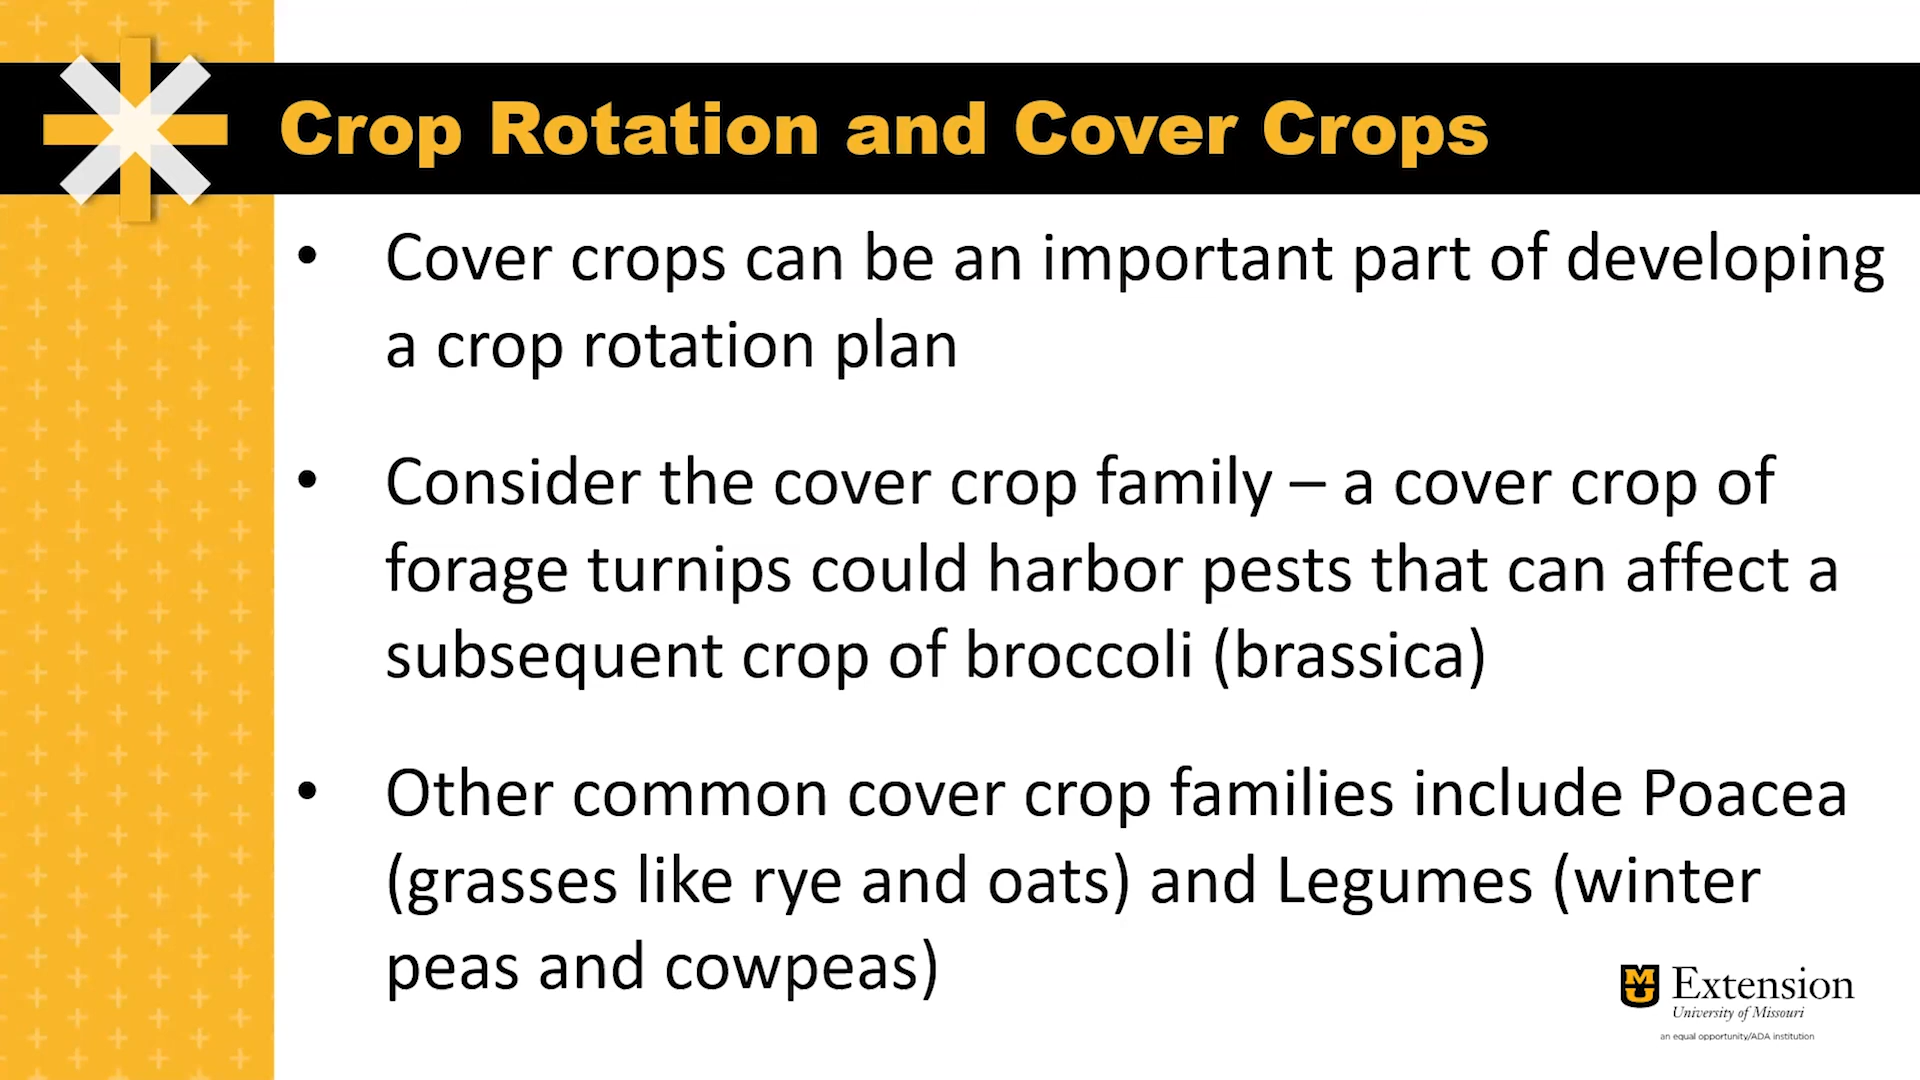 Crop Rotation and Cover Crops
• Cover crops can be an important part of developing
a crop rotation plan
• Consider the cover crop family – a cover crop of
forage turnips could harbor pests that can affect a
subsequent crop of broccoli (brassica)
• Other common cover crop families include Poacea
(grasses like rye and oats) and Legumes (winter
peas and cowpeas)
MU Extension
University of Missouri
an equal opportunity/ADA institution